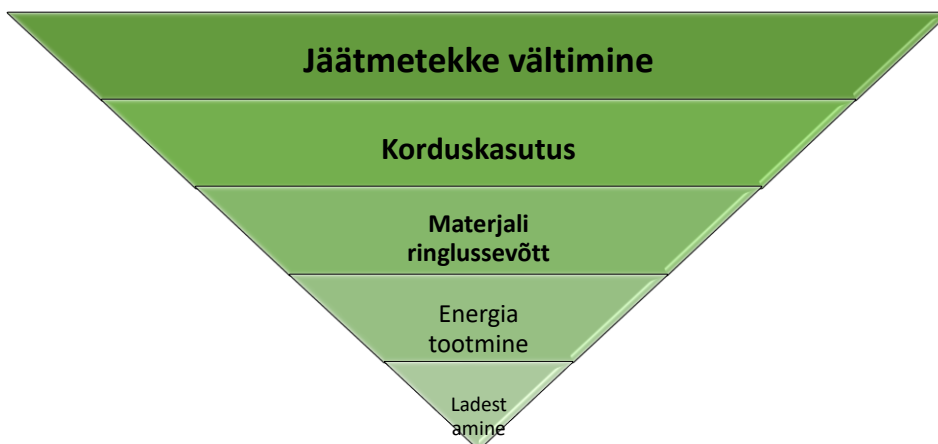 Jäätmetekke vältimine
Korduskasutus
Materjali
ringlussevõtt
Energia
tootmine
Ladest
amine